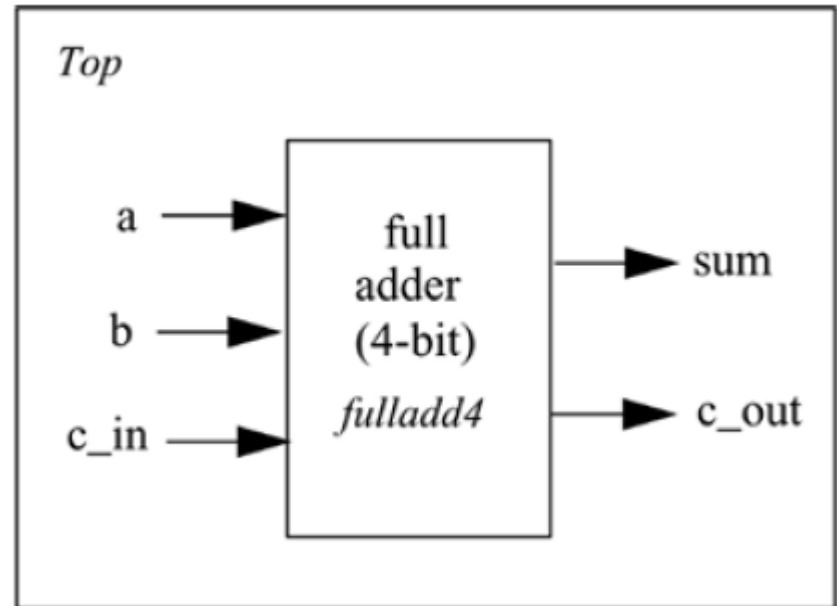 Top
a
b
c_in
full
adder
(4-bit)
fulladd4
sum
c_out